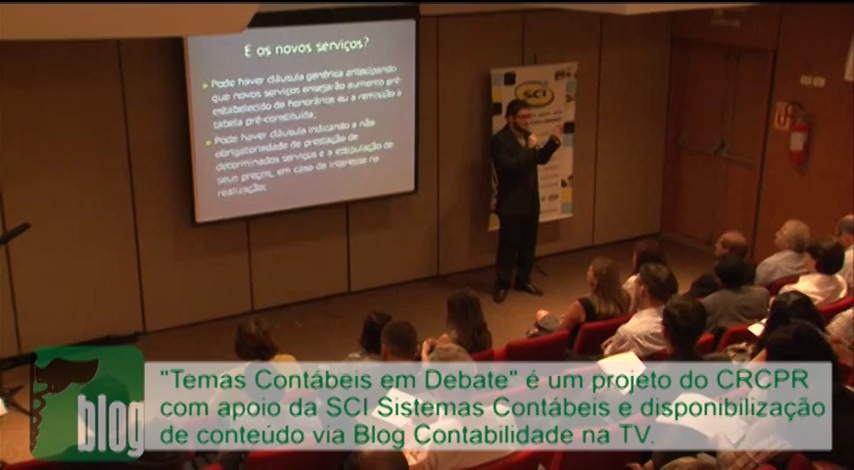 E os novos serviços?
Pode haver cláusula genérica antecipando
que novos serviços ensejarão aumento pré-
estabelecido de honorários ou a remissão a
tabela pré-constituída;
Pode haver cláusula indicando a não
obrigatoriedade de prestação de
determinados serviços e a estipulação de
seus preços, em caso de interesse na
realização;
SCI
"Temas Contábeis em Debate" é um projeto do CRCPR
com apoio da SCI Sistemas Contábeis e disponibilização
de conteúdo via Blog Contabilidade na TV.
blog